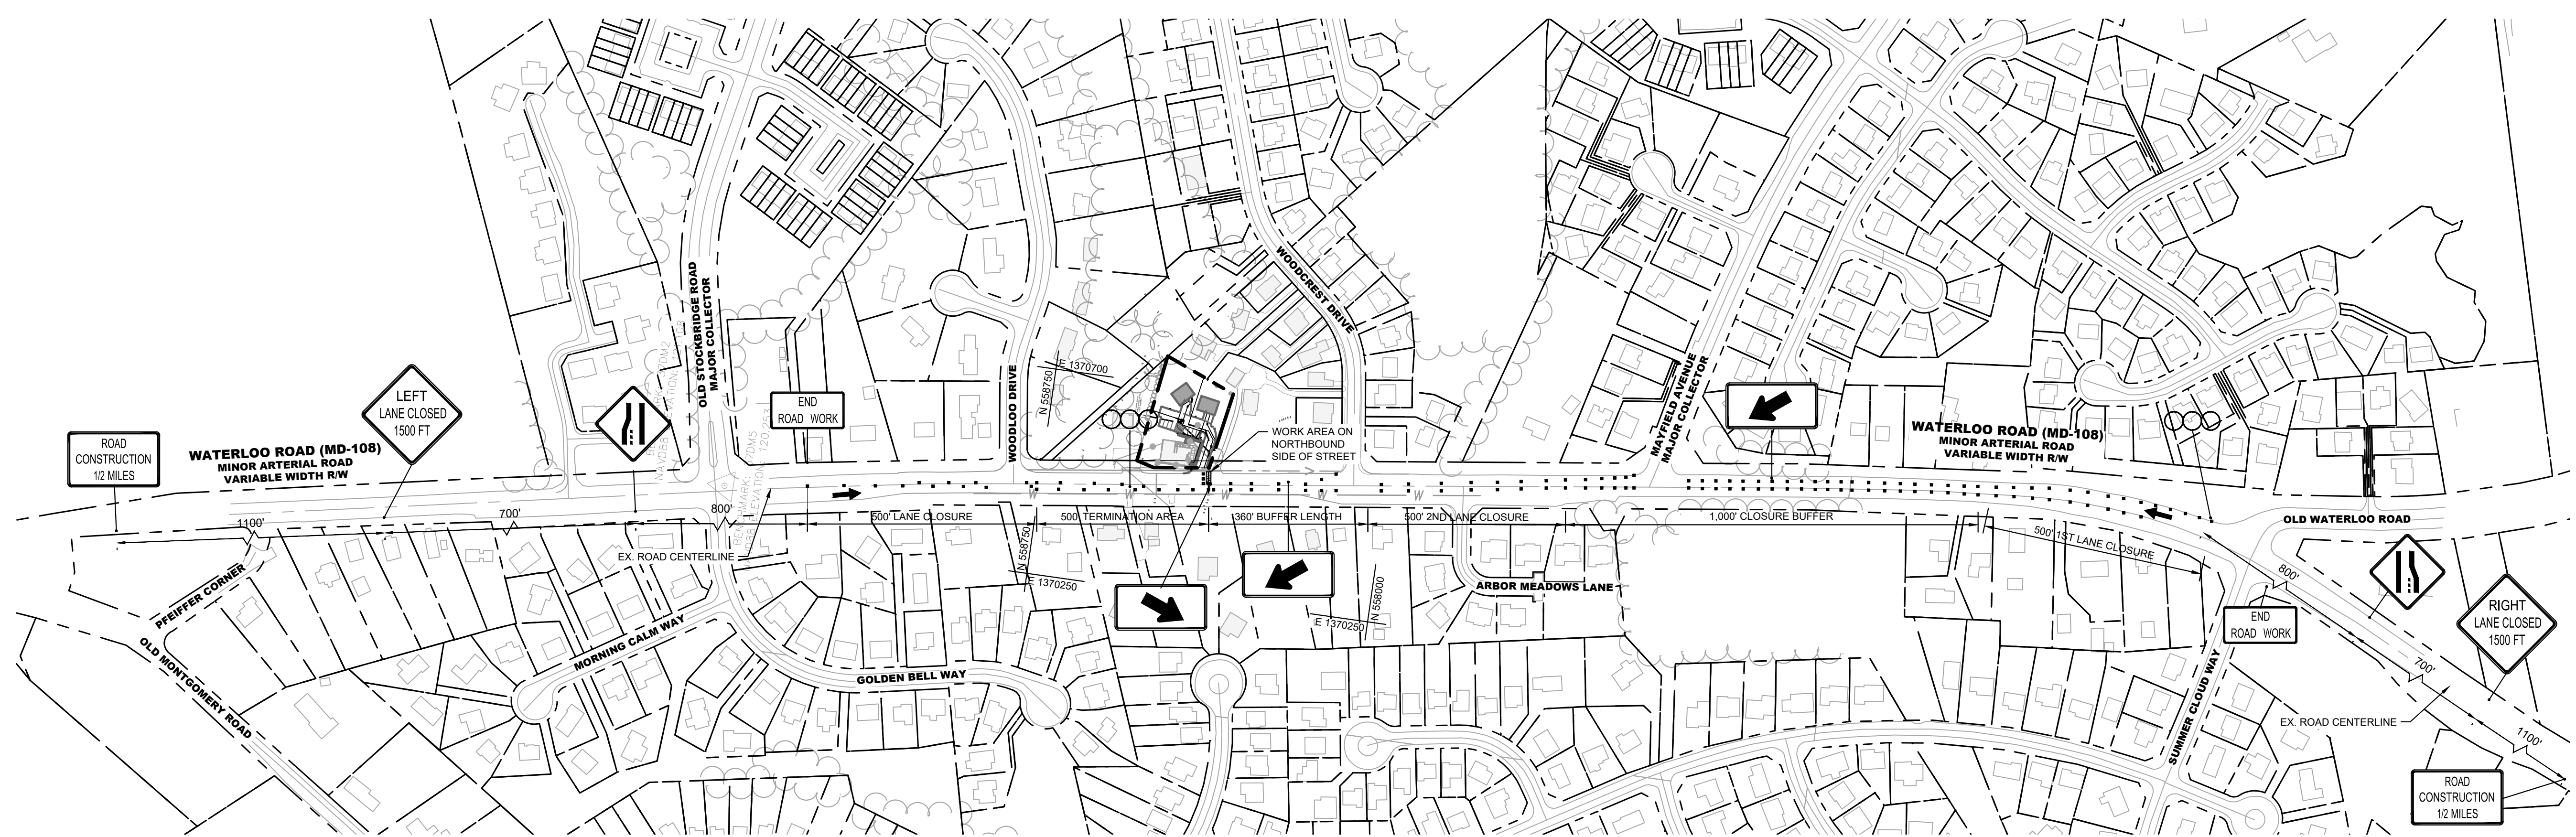 ROAD
CONSTRUCTION
1/2 MILES
WATERLOO ROAD (MD-108)
MINOR ARTERIAL ROAD
VARIABLE WIDTH R/W
LEFT
LANE CLOSED
1500 FT
OLD STOCKBRIDGE ROAD
MAJOR COLLECTOR
END
ROAD WORK
WOODLOO DRIVE
E 1370700
N 558750
WOODCREST DRIVE
WORK AREA ON
NORTHBOUND
SIDE OF STREET
MAYFIELD AVENUE
MAJOR COLLECTOR
WATERLOO ROAD (MD-108)
MINOR ARTERIAL ROAD
VARIABLE WIDTH R/W
OLD WATERLOO ROAD
1100'
700'
800'
500' LANE CLOSURE
500' TERMINATION AREA
360' BUFFER LENGTH
500' 2ND LANE CLOSURE
1,000' CLOSURE BUFFER
500' 1ST LANE CLOSURE
800'
700'
1100'
W
W
W
W
W
EX. ROAD CENTERLINE
N 558750
E 1370250
E 1370250
N 558000
ARBOR MEADOWS LANE
PFEIFFER CORNER
OLD MONTGOMERY ROAD
MORNING CALM WAY
GOLDEN BELL WAY
SUMMER CLOUD WAY
END
ROAD WORK
RIGHT
LANE CLOSED
1500 FT
EX. ROAD CENTERLINE
ROAD
CONSTRUCTION
1/2 MILES